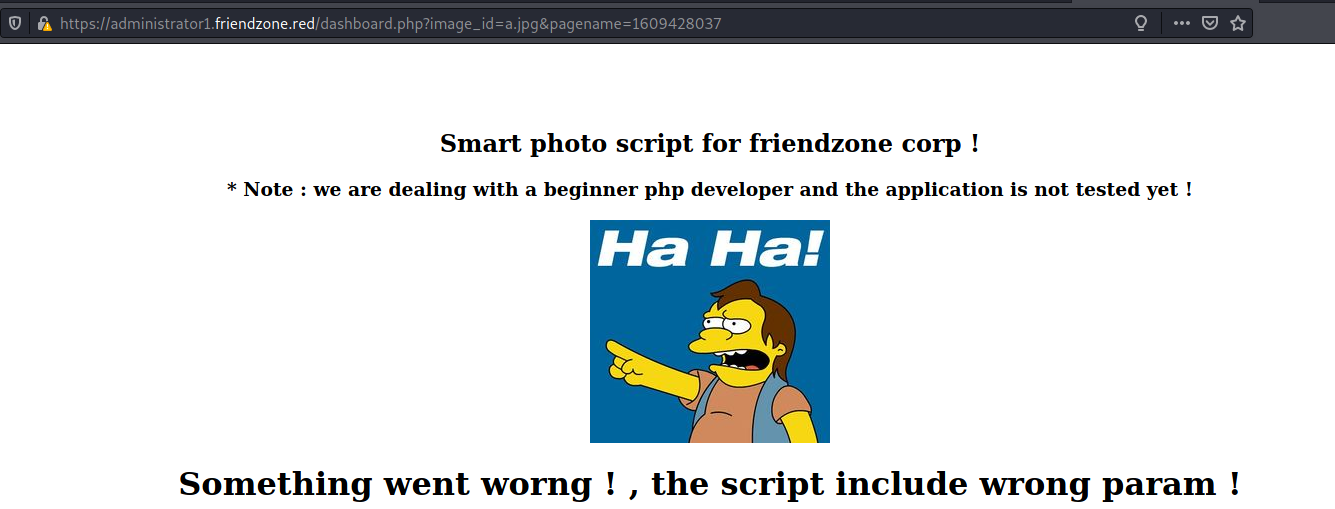 https://administrator1.friendzone.red/dashboard.php?image_id=a.jpg&pagename=1609428037
Smart photo script for friendzone corp !
* Note : we are dealing with a beginner php developer and the application is not tested yet !
Ha Ha!
Something went worng ! , the script include wrong param !